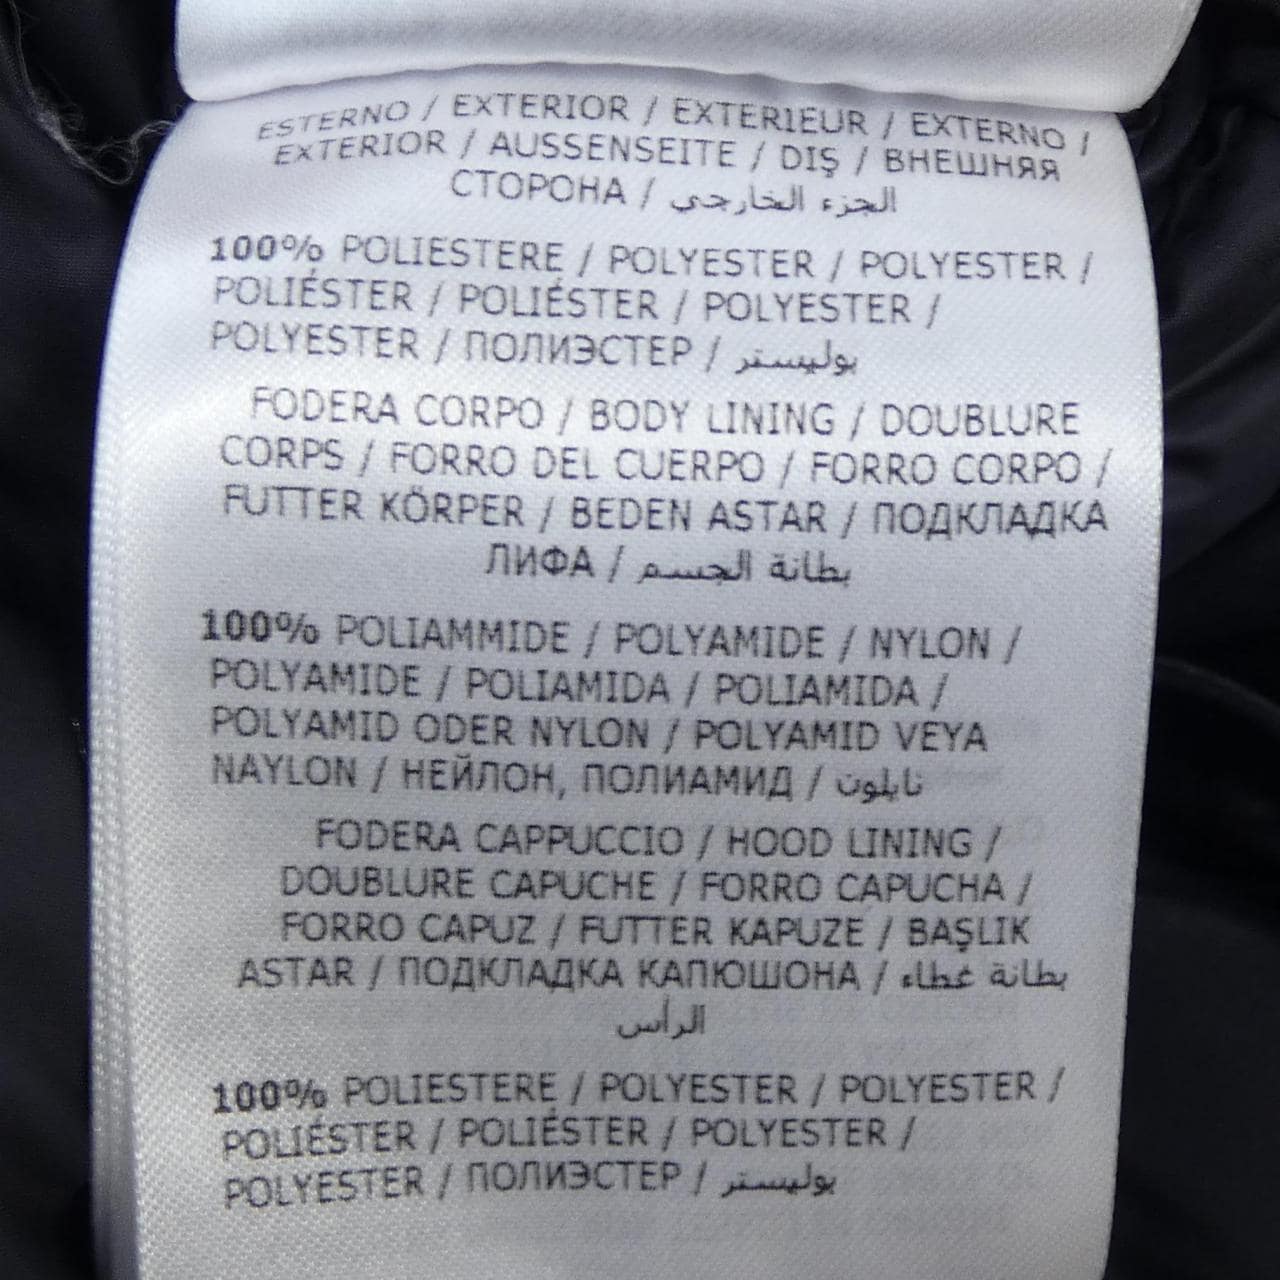 ESTERNO / EXTERIOR / EXTERIEUR / EXTERNO /
EXTERIOR / AUSSENSEITE / DIŞ / ВНЕШНЯЯ
СТОРОНА / الجزء الخارجي
100% POLIESTERE / POLYESTER / POLYESTER /
POLIÉSTER / POLIÉSTER / POLYESTER /
POLYESTER / ПОЛИЭСТЕР / بوليستر
FODERA CORPO / BODY LINING / DOUBLURE
CORPS / FORRO DEL CUERPO / FORRO CORPO /
FUTTER KÖRPER / BEDEN ASTAR / ПОДКЛАДКА
ЛИФА / بطانة الجسم
100% POLIAMMIDE / POLYAMIDE / NYLON /
POLYAMIDE / POLIAMIDA / POLIAMIDA /
POLYAMID ODER NYLON / POLYAMID VEYA
NAYLON / НЕЙЛОН, ПОЛИАМИД / نايلون
FODERA CAPPUCCIO / HOOD LINING /
DOUBLURE CAPUCHE / FORRO CAPUCHA /
FORRO CAPUZ / FUTTER KAPUZE / BAŞLIK
ASTAR / ПОДКЛАДКА КАПЮШОНА / بطانة غطاء
الرأس
100% POLIESTERE / POLYESTER / POLYESTER /
POLIÉSTER / POLIÉSTER / POLYESTER /
POLYESTER / ПОЛИЭСТЕР / بوليستر